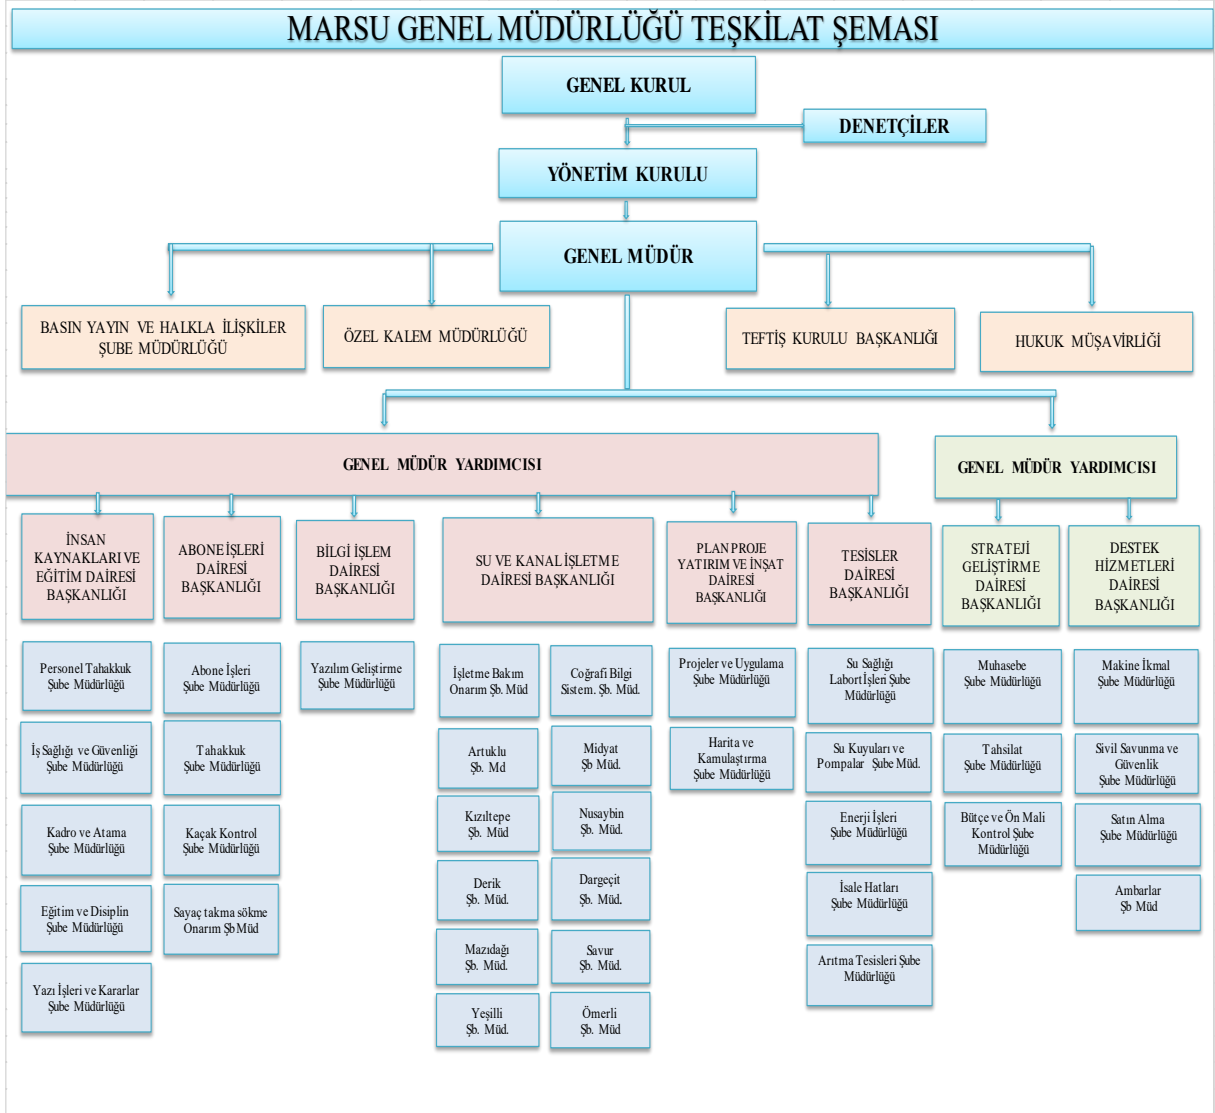 MARSU GENEL MÜDÜRLÜĞÜ TEŞKİLAT ŞEMASI
GENEL KURUL
DENETÇİLER
YÖNETİM KURULU
GENEL MÜDÜR
BASIN YAYIN VE HALKLA İLİŞKİLER
ŞUBE MÜDÜRLÜĞÜ
ÖZEL KALEM MÜDÜRLÜĞÜ
TEFTİŞ KURULU BAŞKANLIĞI
HUKUK MÜŞAVİRLİĞİ
GENEL MÜDÜR YARDIMCISI
GENEL MÜDÜR YARDIMCISI
İNSAN
KAYNAKLARI VE
EĞİTİM DAİRESİ
BAŞKANLIĞI
ABONE İŞLERİ
DAİRESİ
BAŞKANLIĞI
BİLGİ İŞLEM
DAİRESİ
BAŞKANLIĞI
SU VE KANAL İŞLETME
DAİRESİ BAŞKANLIĞI
PLAN PROJE
YATIRIM VE İNŞAT
DAİRESİ
BAŞKANLIĞI
TESİSLER
DAİRESİ
BAŞKANLIĞI
STRATEJİ
GELİŞTİRME
DAİRESİ
BAŞKANLIĞI
DESTEK
HİZMETLERİ
DAİRESİ
BAŞKANLIĞI
Personel Tahakkuk
Şube Müdürlüğü
İş Sağlığı ve Güvenliği
Şube Müdürlüğü
Kadro ve Atama
Şube Müdürlüğü
Eğitim ve Disiplin
Şube Müdürlüğü
Yazı İşleri ve Kararlar
Şube Müdürlüğü
Abone İşleri
Şube Müdürlüğü
Tahakkuk
Şube Müdürlüğü
Kaçak Kontrol
Şube Müdürlüğü
Sayaç takma sökme
Onarım Şb Müd
Yazılım Geliştirme
Şube Müdürlüğü
İşletme Bakım
Onarım Şb. Müd
Artuklu
Şb. Md
Kızıltepe
Şb. Müd
Derik
Şb. Müd.
Mazıdağı
Şb. Müd.
Yeşilli
Şb. Müd.
Coğrafi Bilgi
Sistem. Şb. Müd.
Midyat
Şb Müd.
Nusaybin
Şb. Müd.
Dargeçit
Şb. Müd.
Savur
Şb. Müd.
Ömerli
Şb. Müd
Projeler ve Uygulama
Şube Müdürlüğü
Harita ve
Kamulaştırma
Şube Müdürlüğü
Su Sağlığı
Labort İşleri Şube
Müdürlüğü
Su Kuyuları ve
Pompalar Şube Müd.
Enerji İşleri
Şube Müdürlüğü
İsale Hatları
Şube Müdürlüğü
Arıtma Tesisleri Şube
Müdürlüğü
Muhasebe
Şube Müdürlüğü
Tahsilat
Şube Müdürlüğü
Bütçe ve Ön Mali
Kontrol Şube
Müdürlüğü
Makine İkmal
Şube Müdürlüğü
Sivil Savunma ve
Güvenlik
Şube Müdürlüğü
Satın Alma
Şube Müdürlüğü
Ambarlar
Şb Müd